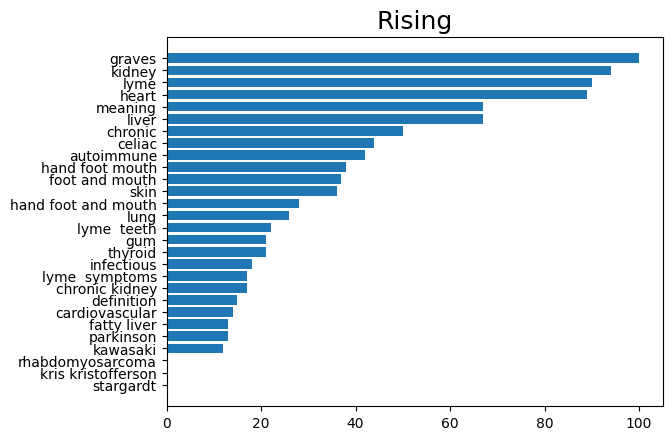 Rising
graves
kidney
lyme
heart
meaning
liver
chronic
celiac
autoimmune
hand foot mouth
foot and mouth
skin
hand foot and mouth
lung
lyme  teeth
gum
thyroid
infectious
lyme  symptoms
chronic kidney
definition
cardiovascular
fatty liver
parkinson
kawasaki
rhabdomyosarcoma
kris kristofferson
stargardt
0 20 40 60 80 100